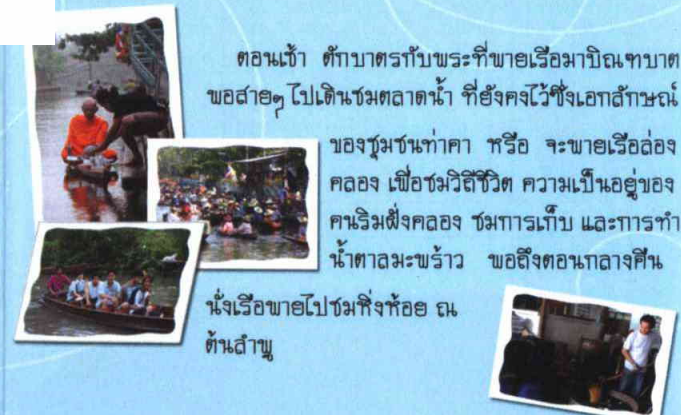 ตอนเช้า ตักบาตรกับพระที่พายเรือมาบิณฑบาต
พอสายๆ ไปเดินชมตลาดน้ำ ที่ยังคงไว้ซึ่งเอกลักษณ์
ของชุมชนท่าคา หรือ จะพายเรือล่อง
คลอง เพื่อชมวิถีชีวิต ความเป็นอยู่ของ
คนริมฝั่งคลอง ชมการเก็บ และการทำ
น้ำตาลมะพร้าว พอถึงตอนกลางคืน
นั่งเรือพายไปชมหิ่งห้อย ณ
ต้นลำพู